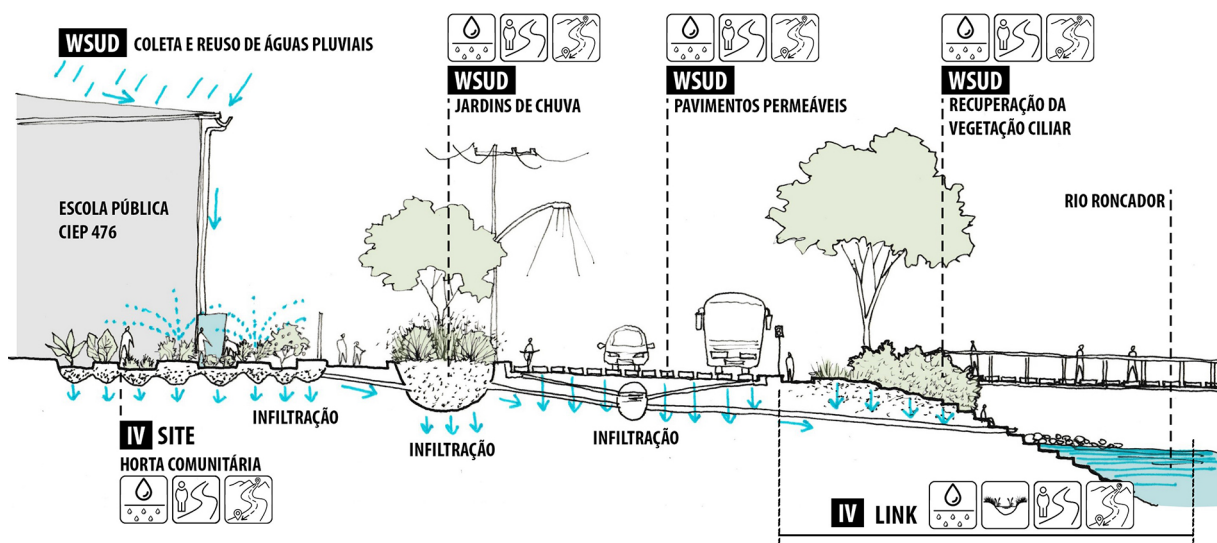 WSUD COLETA E REUSO DE ÁGUAS PLUVIAIS
WSUD
JARDINS DE CHUVA
WSUD
PAVIMENTOS PERMEÁVEIS
WSUD
RECUPERAÇÃO DA
VEGETAÇÃO CILIAR
ESCOLA PÚBLICA
CIEP 476
RIO RONCADOR
INFILTRAÇÃO
INFILTRAÇÃO
INFILTRAÇÃO
IV SITE
HORTA COMUNITÁRIA
IV LINK